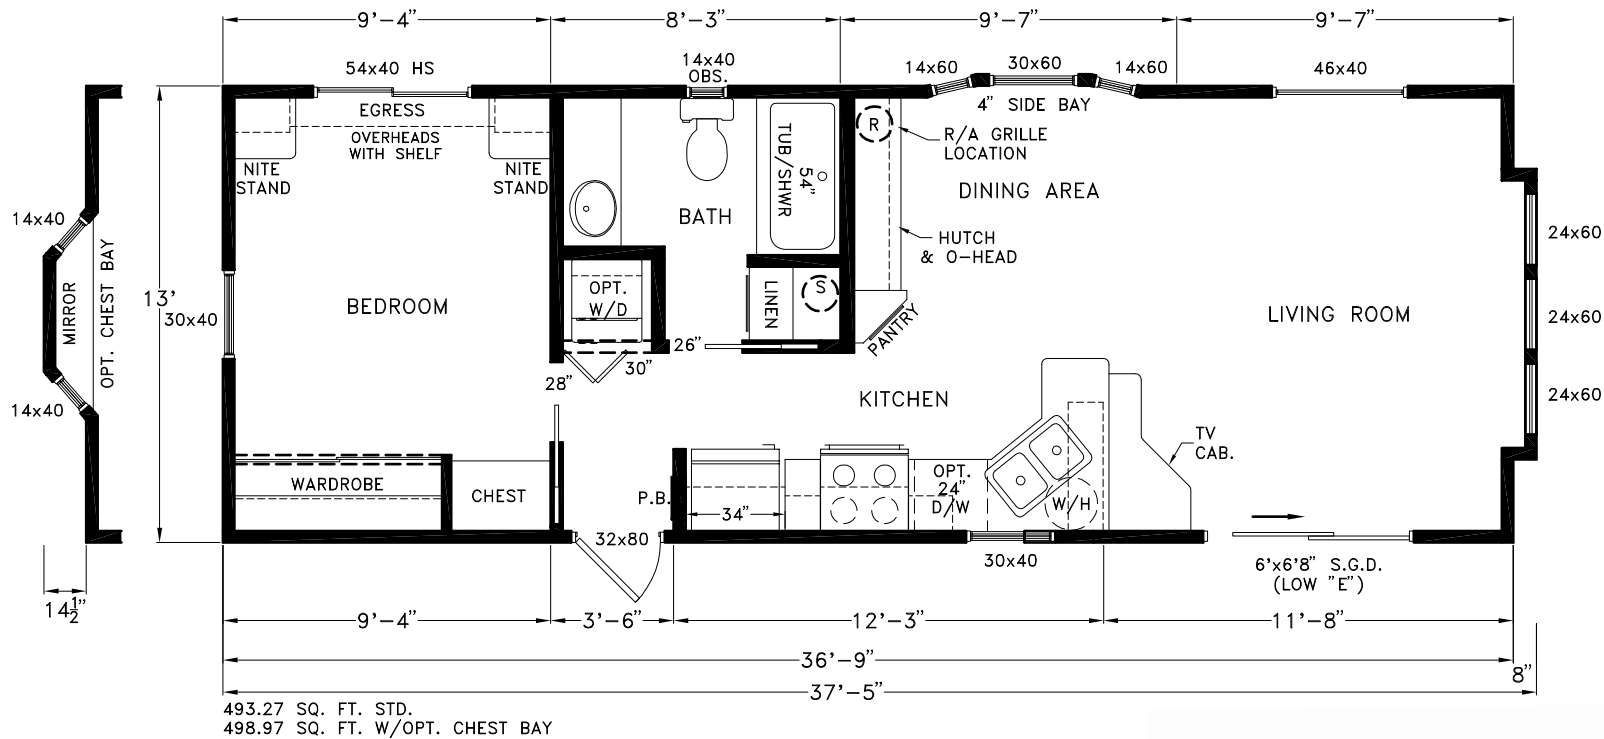 9'-4"
8'-3"
9'-7"
9'-7"
54x40 HS
14x40
OBS.
14x60
30x60
14x60
46x40
EGRESS
4" SIDE BAY
OVERHEADS
WITH SHELF
R
R/A GRILLE
LOCATION
NITE
STAND
NITE
STAND
TUB/SHWR
54"
DINING AREA
14x40
BATH
24x60
HUTCH
& O-HEAD
OPT. CHEST BAY
MIRROR
13'
30x40
BEDROOM
OPT.
W/D
LINEN
S
PANTRY
LIVING ROOM
24x60
26"
30"
28"
14x40
KITCHEN
24x60
TV
CAB.
WARDROBE
CHEST
P.B.
34"
OPT.
24"
D/W
W/H
32x80
30x40
6'x6'8" S.G.D.
(LOW "E")
14½"
9'-4"
3'-6"
12'-3"
11'-8"
36'-9"
8"
37'-5"
493.27 SQ. FT. STD.
498.97 SQ. FT. W/OPT. CHEST BAY